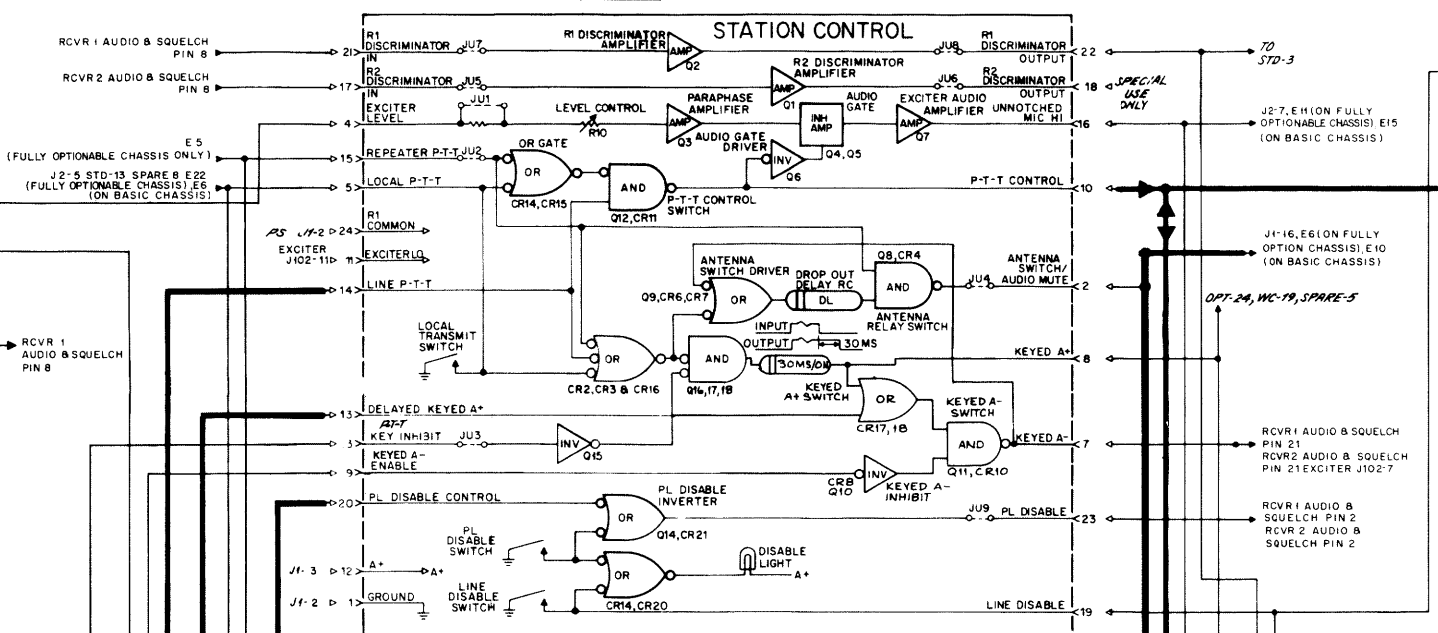 STATION CONTROL
RCVR 1 AUDIO & SQUELCH
PIN 8
21
R1
DISCRIMINATOR
IN
JU7
R1 DISCRIMINATOR
AMPLIFIER
AMP
Q2
JU8
R1
DISCRIMINATOR
OUTPUT
22
TO
STD-3
RCVR 2 AUDIO & SQUELCH
PIN 8
17
R2
DISCRIMINATOR
IN
JU5
R2 DISCRIMINATOR
AMPLIFIER
AMP
Q1
JU6
R2
DISCRIMINATOR
OUTPUT
18
SPECIAL
USE
ONLY
4
EXCITER
LEVEL
JU1
LEVEL CONTROL
R10
PARAPHASE
AMPLIFIER
AMP
Q3
AUDIO
GATE
INH
AMP
Q4, Q5
EXCITER AUDIO
AMPLIFIER
AMP
Q7
UNNOTCHED
MIC HI
16
J2-7, E11 (ON FULLY
OPTIONABLE CHASSIS), E15
(ON BASIC CHASSIS)
E5
(FULLY OPTIONABLE CHASSIS ONLY)
15
REPEATER P-T-T
JU2
OR GATE
OR
CR14, CR15
AUDIO GATE
DRIVER
INV
Q6
J2-5 STD-13 SPARE 8 E22
(FULLY OPTIONABLE CHASSIS), E6
(ON BASIC CHASSIS)
5
LOCAL P-T-T
AND
Q12, CR11
P-T-T CONTROL
SWITCH
P-T-T CONTROL
10
PS J11-2
24
R1
COMMON
EXCITER
J102-11
11
EXCITER LO
J1-16, E6 (ON FULLY
OPTION CHASSIS), E10
(ON BASIC CHASSIS)
14
LINE P-T-T
ANTENNA
SWITCH DRIVER
Q9, CR6, CR7
OR
DROP OUT
DELAY RC
DL
Q8, CR4
AND
ANTENNA
RELAY SWITCH
JU4
ANTENNA
SWITCH/
AUDIO MUTE
2
OPT-24, WC-19, SPARE-5
RCVR 1
AUDIO & SQUELCH
PIN 8
LOCAL
TRANSMIT
SWITCH
OR
CR2, CR3 & CR16
AND
Q16, 17, 18
INPUT
OUTPUT
30 MS
30MS/DL
KEYED A+
8
KEYED
A+ SWITCH
OR
CR17, 18
13
DELAYED KEYED A+
3
P-T-T
KEY INHIBIT
JU3
INV
Q15
KEYED A-
SWITCH
AND
Q11, CR10
KEYED A-
7
RCVR 1 AUDIO & SQUELCH
PIN 21
RCVR2 AUDIO & SQUELCH
PIN 21 EXCITER J102-7
9
KEYED A-
ENABLE
CR8
Q10
INV
KEYED A-
INHIBIT
20
PL DISABLE CONTROL
OR
PL DISABLE
INVERTER
Q14, CR21
JU9
PL DISABLE
23
RCVR 1 AUDIO &
SQUELCH PIN 2
RCVR 2 AUDIO &
SQUELCH PIN 2
PL
DISABLE
SWITCH
OR
CR14, CR20
DISABLE
LIGHT
A+
J1-3
12
A+
A+
J1-2
1
GROUND
LINE
DISABLE
SWITCH
LINE DISABLE
19